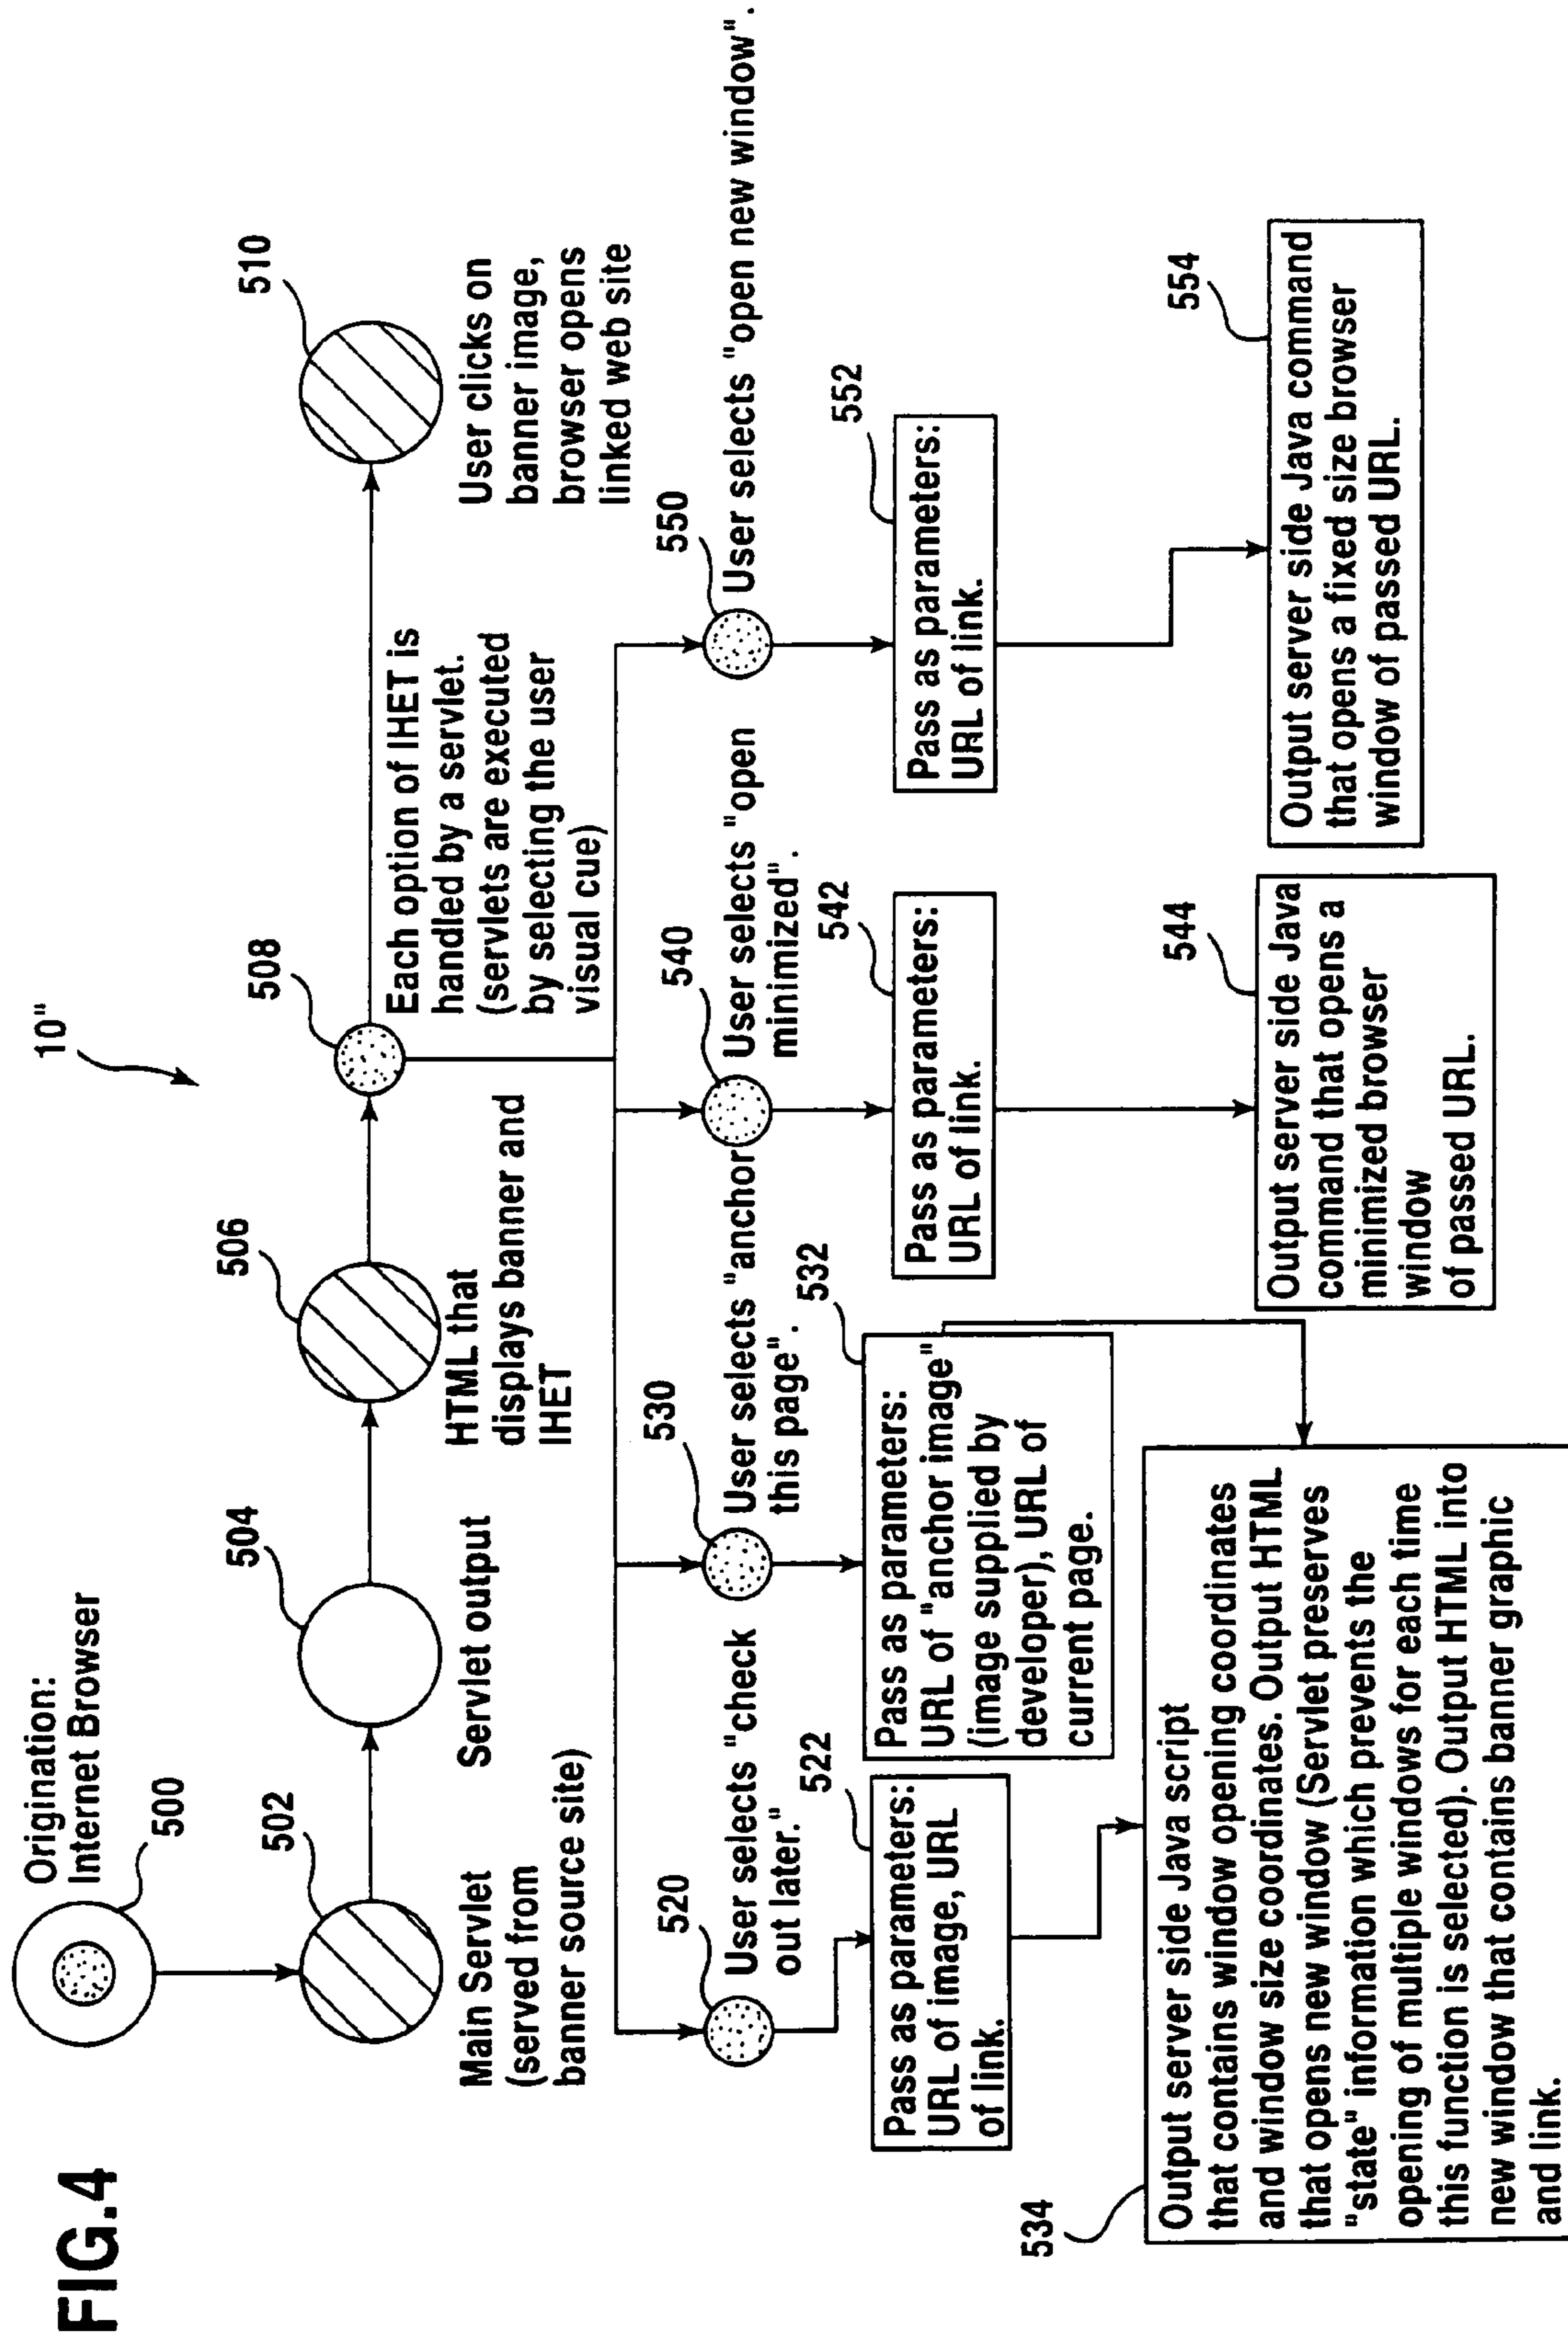 FIG.4
10"
Origination:
Internet Browser
500
502
Main Servlet
(served from
banner source site)
504
Servlet output
506
HTML that
displays banner and
IHET
508
Each option of IHET is
handled by a servlet.
(servlets are executed
by selecting the user
visual cue)
510
User clicks on
banner image,
browser opens
linked web site
520
User selects "check
out later."
522
Pass as parameters:
URL of image, URL
of link.
530
User selects "anchor
this page".
532
Pass as parameters:
URL of "anchor image"
(image supplied by
developer), URL of
current page.
534
Output server side Java script
that contains window opening coordinates
and window size coordinates. Output HTML
that opens new window (Servlet preserves
"state" information which prevents the
opening of multiple windows for each time
this function is selected). Output HTML into
new window that contains banner graphic
and link.
540
User selects "open
minimized".
542
Pass as parameters:
URL of link.
544
Output server side Java
command that opens a
minimized browser
window
of passed URL.
550
User selects "open new window".
552
Pass as parameters:
URL of link.
554
Output server side Java command
that opens a fixed size browser
window of passed URL.